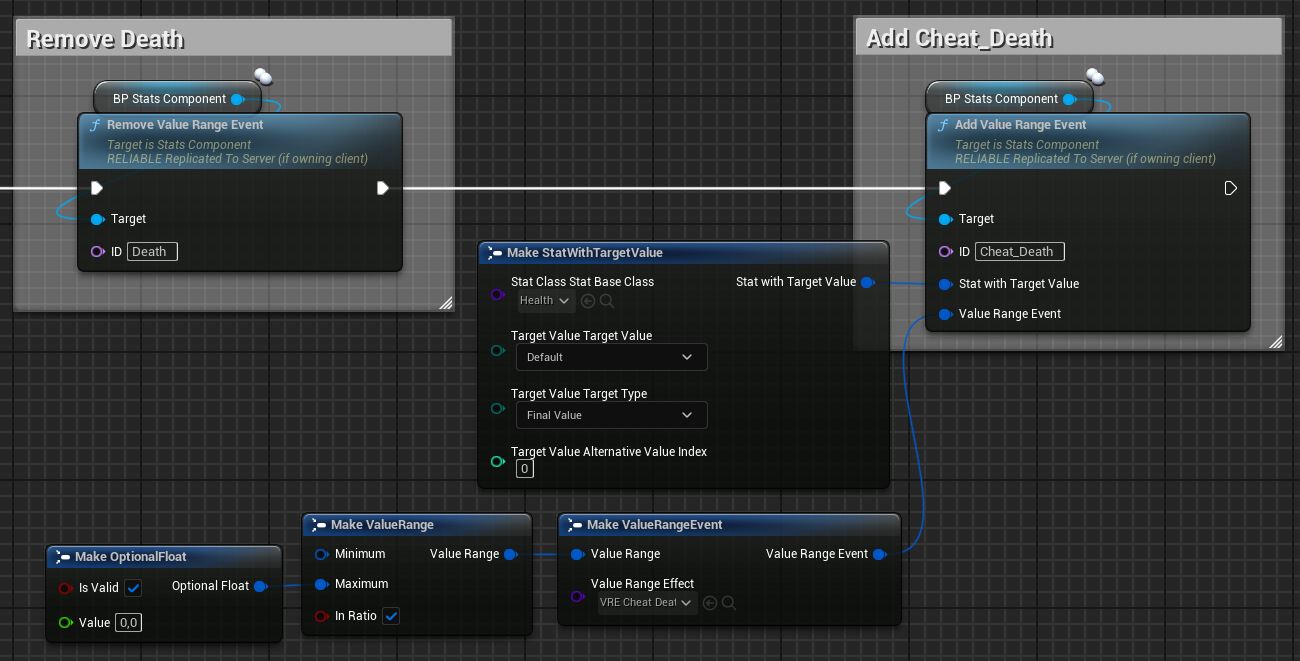 Remove Death
BP Stats Component
Remove Value Range Event
Target is Stats Component
RELIABLE Replicated To Server (if owning client)
Target
ID Death
Add Cheat_Death
BP Stats Component
Add Value Range Event
Target is Stats Component
RELIABLE Replicated To Server (if owning client)
Target
ID Cheat_Death
Stat with Target Value
Value Range Event
Make StatWithTargetValue
Stat Class Stat Base Class
Stat with Target Value
Health
Target Value Target Value
Default
Target Value Target Type
Final Value
Target Value Alternative Value Index
0
Make OptionalFloat
Is Valid
Optional Float
Value 0,0
Make ValueRange
Minimum
Value Range
Maximum
In Ratio
Make ValueRangeEvent
Value Range
Value Range Event
Value Range Effect
VRE Cheat Deat